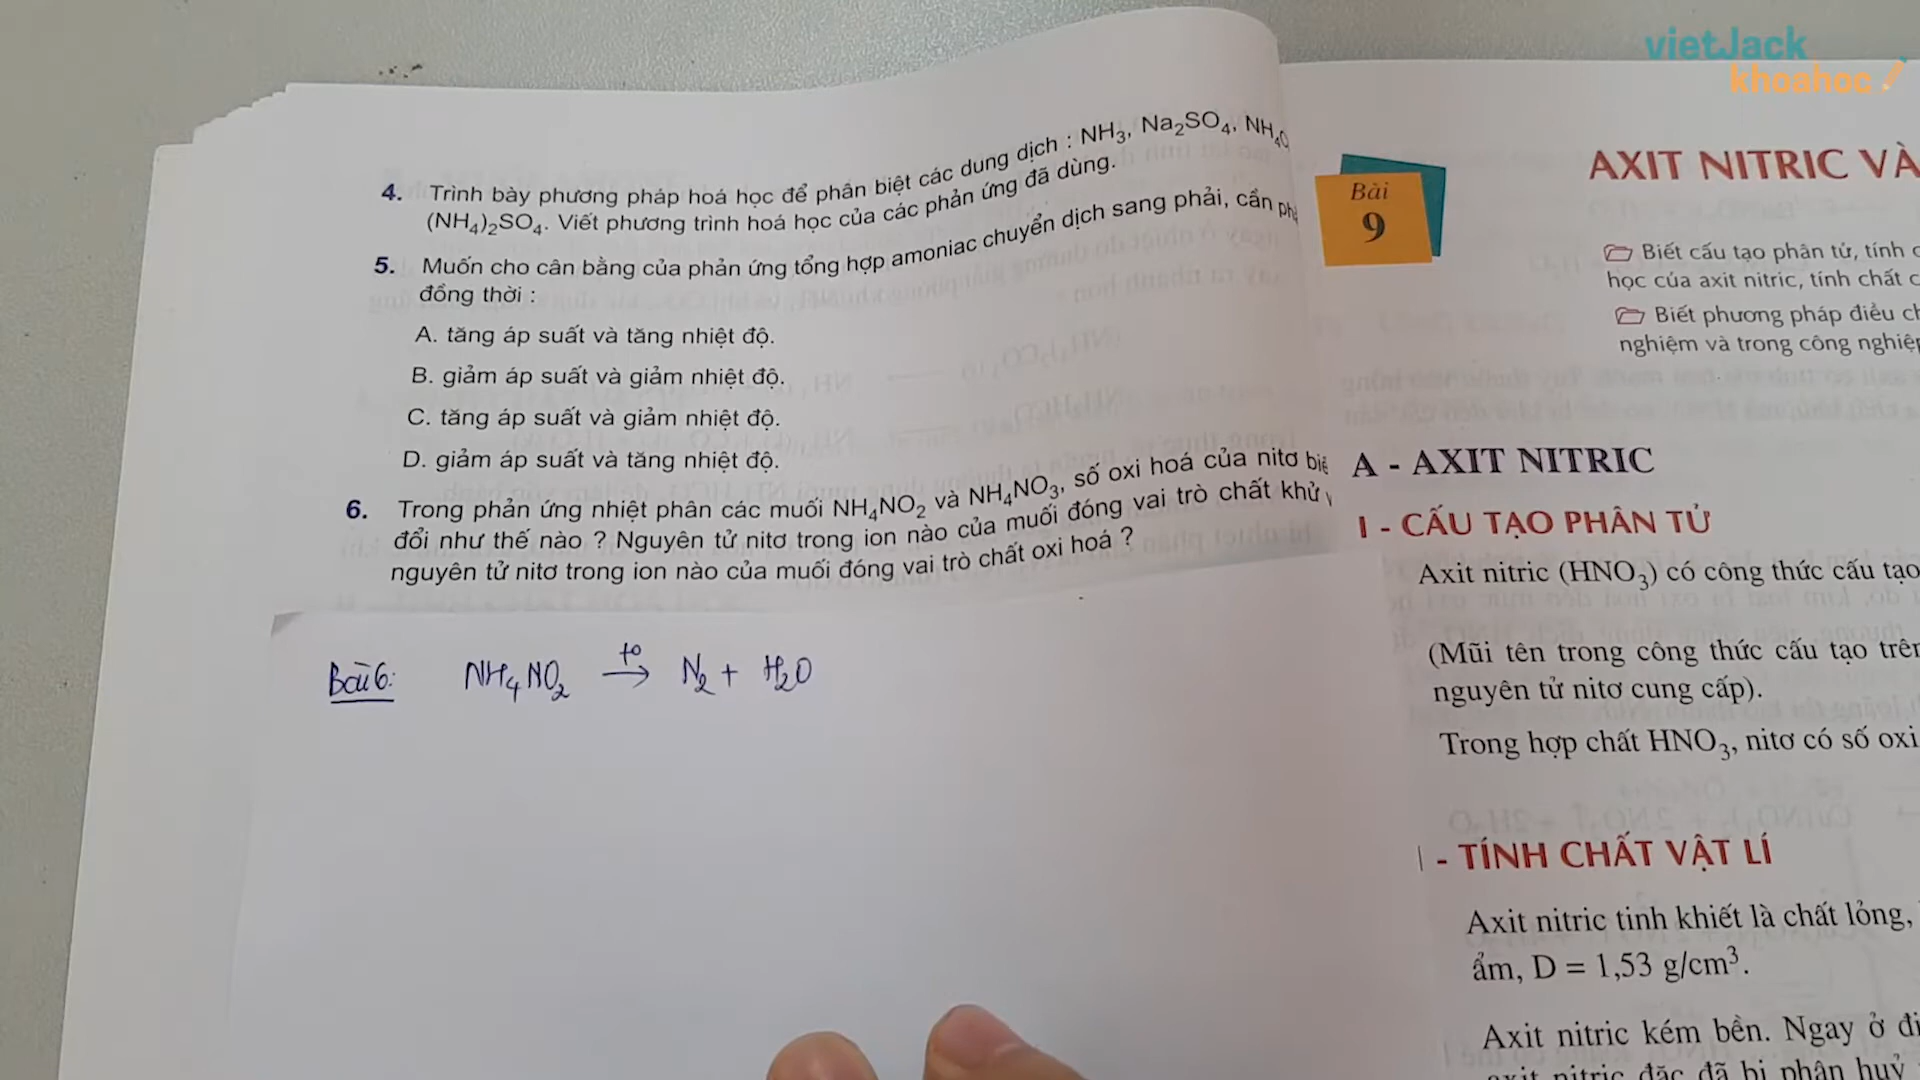 vietJack
khoahoc
4. Trình bày phương pháp hoá học để phân biệt các dung dịch : NH₃, Na₂SO₄, NH₄
(NH₄)₂SO₄. Viết phương trình hoá học của các phản ứng đã dùng.
5. Muốn cho cân bằng của phản ứng tổng hợp amoniac chuyển dịch sang phải, cần
đồng thời :
A. tăng áp suất và tăng nhiệt độ.
B. giảm áp suất và giảm nhiệt độ.
C. tăng áp suất và giảm nhiệt độ.
D. giảm áp suất và tăng nhiệt độ.
6. Trong phản ứng nhiệt phân các muối NH₄NO₂ và NH₄NO₃, số oxi hoá của nitơ
đổi như thế nào ? Nguyên tử nitơ trong ion nào của muối đóng vai trò chất khử
nguyên tử nitơ trong ion nào của muối đóng vai trò chất oxi hoá ?
Bài 6: NH₄NO₂ →(t°) N₂ + H₂O
Bài
9
AXIT NITRIC VÀ
Biết cấu tạo phân tử, tính
học của axit nitric, tính chất
Biết phương pháp điều
nghiệm và trong công
A - AXIT NITRIC
I - CẤU TẠO PHÂN TỬ
Axit nitric (HNO₃) có công thức cấu tạo
(Mũi tên trong công thức cấu tạo
nguyên tử nitơ cung cấp).
Trong hợp chất HNO₃, nitơ có số oxi
I - TÍNH CHẤT VẬT LÍ
Axit nitric tinh khiết là chất lỏng,
ẩm, D = 1,53 g/cm³.
Axit nitric kém bền. Ngay ở
axit nitric đặc đã bị phân huỷ